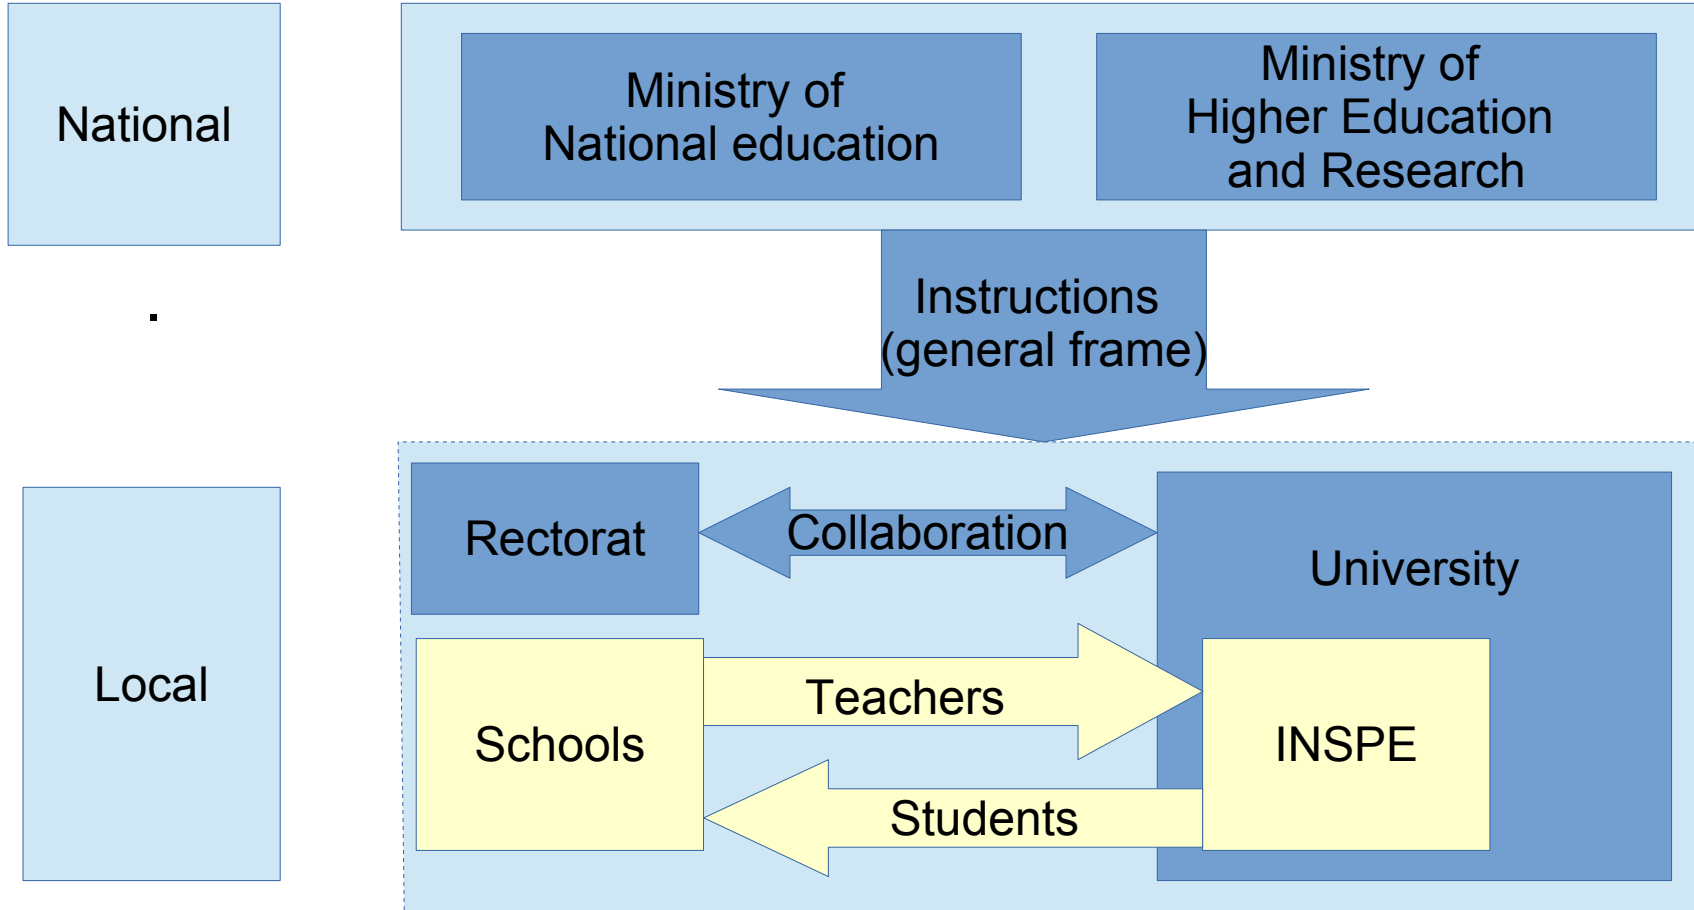 National
Ministry of
National education
Ministry of
Higher Education
and Research
Instructions
(general frame)
Local
Rectorat
Collaboration
University
Schools
Teachers
INSPE
Students